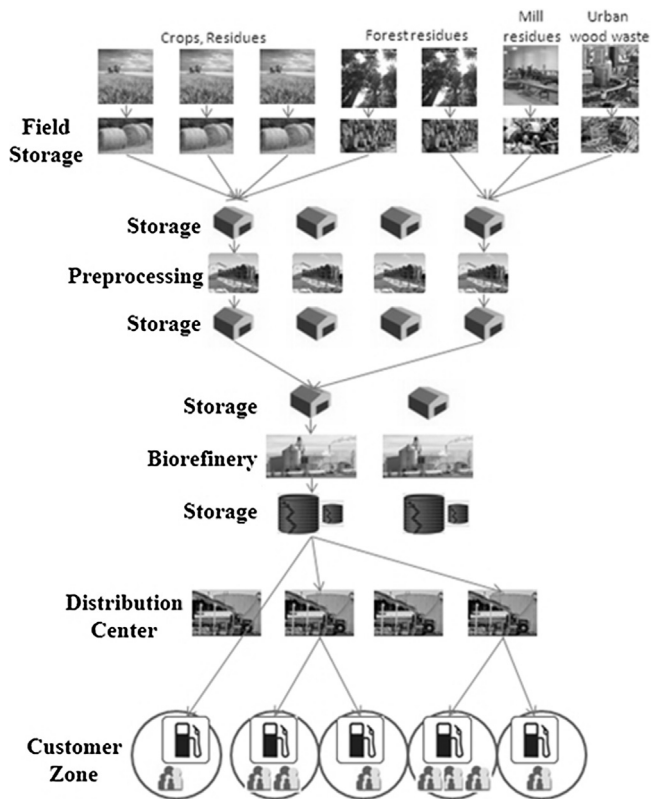 Crops, Residues
Forest residues
Mill
residues
Urban
wood waste
Field
Storage
Storage
Preprocessing
Storage
Storage
Biorefinery
Storage
Distribution
Center
Customer
Zone